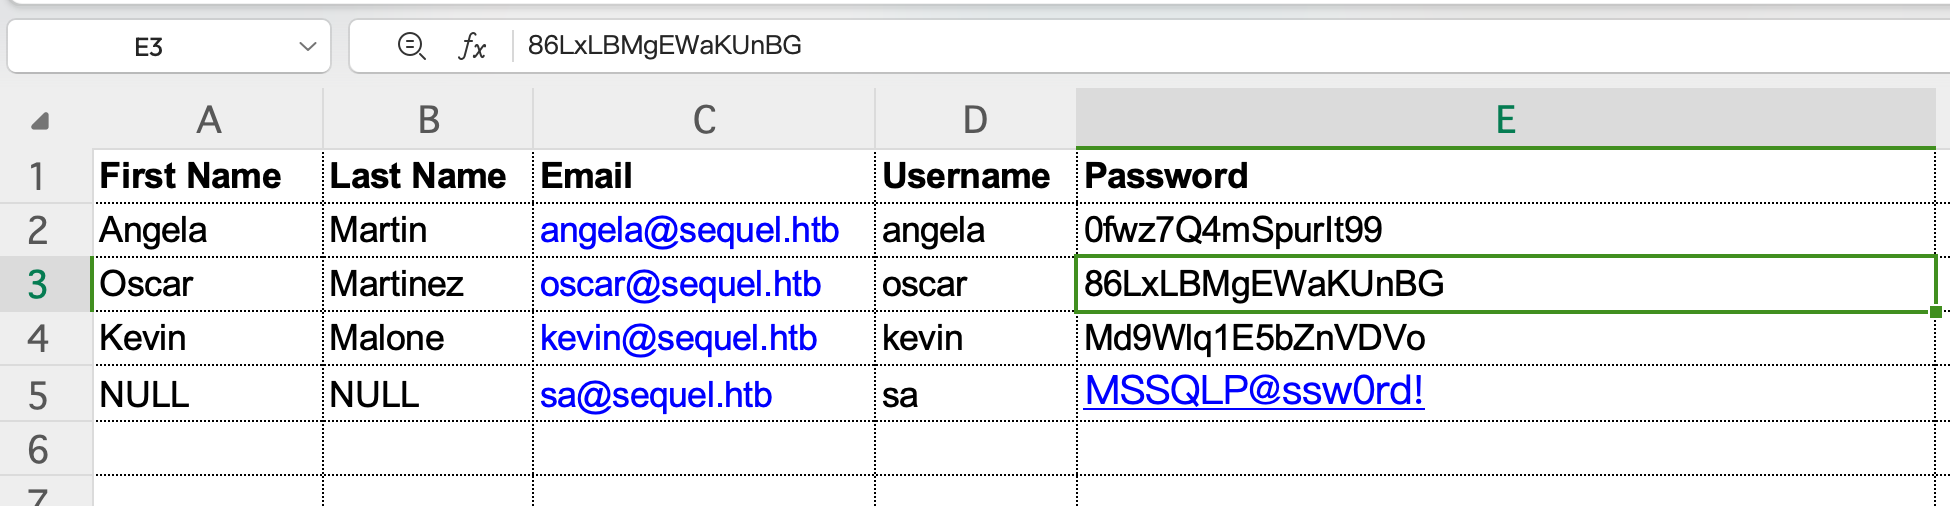 E3 fx 86LxLBMgEWaKUnBG
A B C D E
1 First Name Last Name Email Username Password
2 Angela Martin angela@sequel.htb angela 0fwz7Q4mSpurIt99
3 Oscar Martinez oscar@sequel.htb oscar 86LxLBMgEWaKUnBG
4 Kevin Malone kevin@sequel.htb kevin Md9Wlq1E5bZnVDVo
5 NULL NULL sa@sequel.htb sa MSSQLP@ssw0rd!
6
7